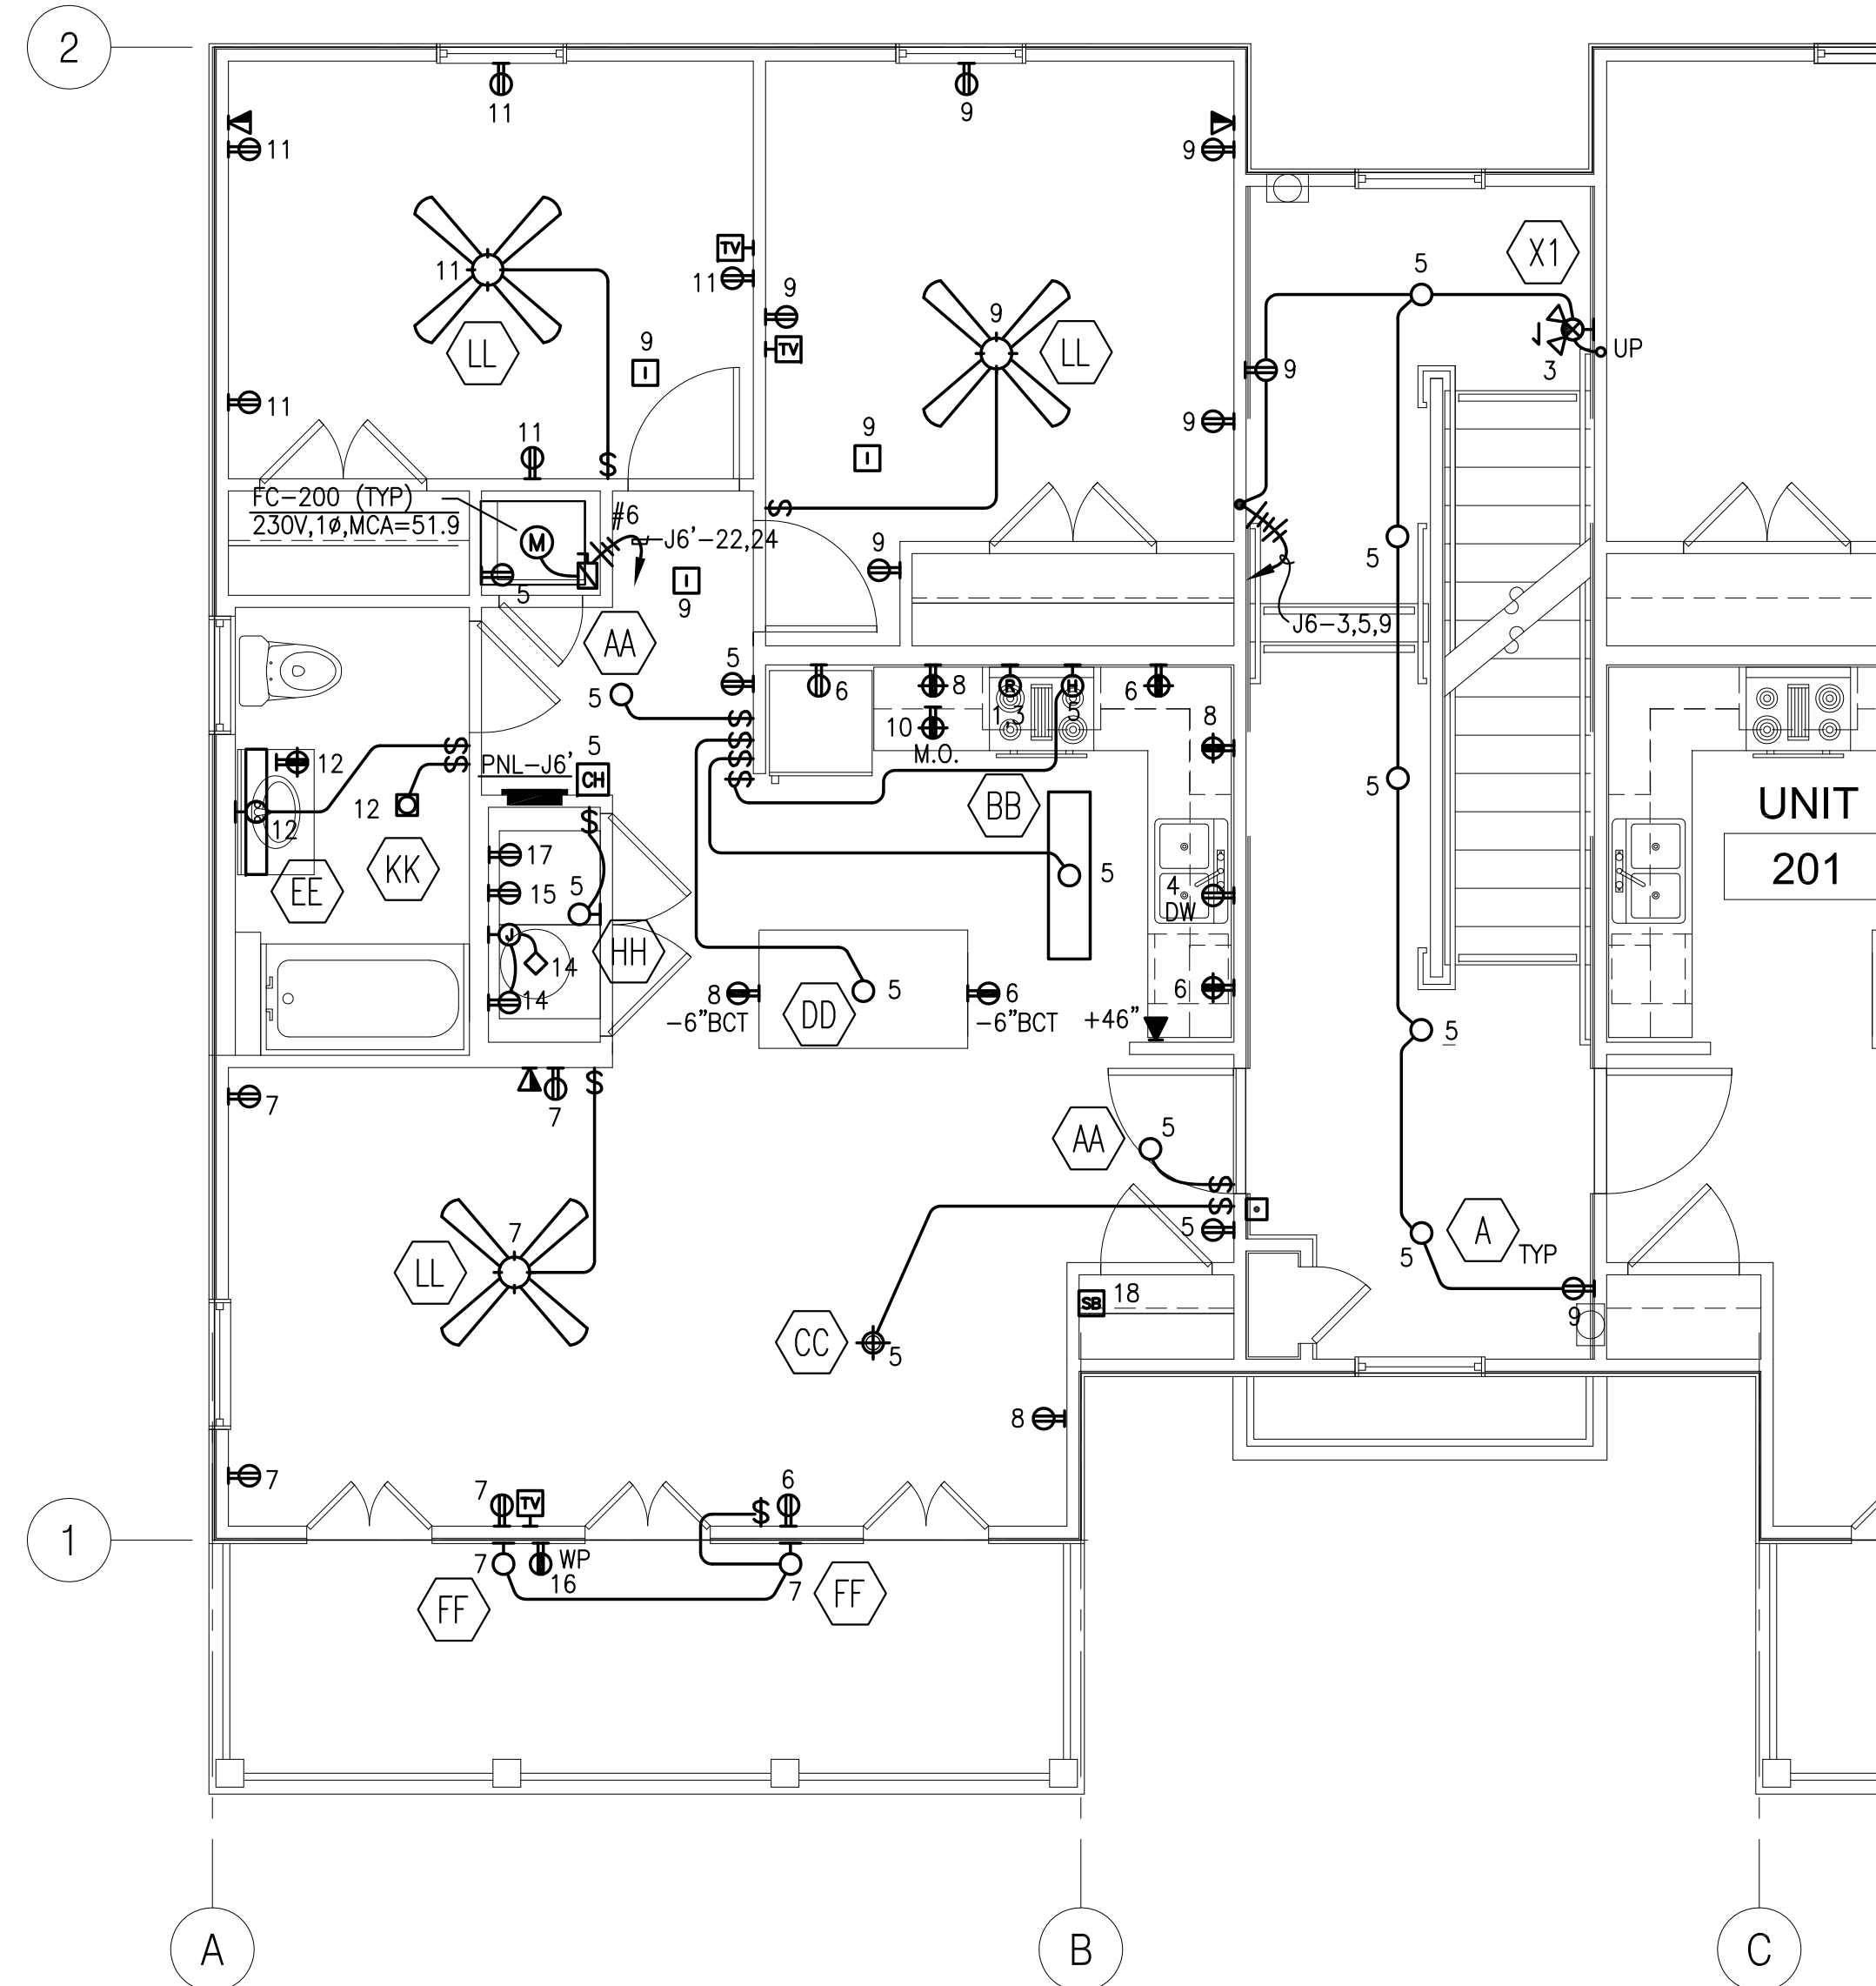 2
11
9
11
9
TV
11
11
9
TV
LL
9
I
9
LL
5
X1
3
UP
9
11
11
9
I
9
FC-200 (TYP)
230V,1ø,MCA=51.9
M
#6
J6'-22,24
5
I
9
9
J6-3,5,9
AA
5
5
6
8
R
1,3
H
5
6
10
M.O.
8
5
12
12
12
PNL-J6'
5
CH
EE
KK
17
15
5
J
14
14
HH
BB
5
4
DW
6
5
UNIT
201
8
-6"BCT
DD
5
6
-6"BCT
+46"
5
7
7
AA
5
5
A
TYP
5
9
LL
7
CC
5
SB
18
8
7
7
TV
6
1
7
WP
16
7
FF
FF
A
B
C